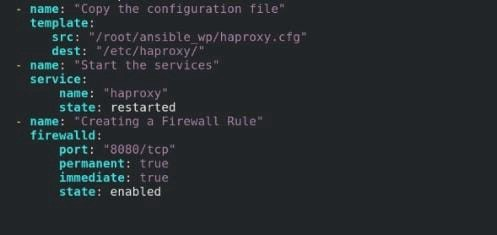 - name: "Copy the configuration file"
template:
src: "/root/ansible_wp/haproxy.cfg"
dest: "/etc/haproxy/"
- name: "Start the services"
service:
name: "haproxy"
state: restarted
- name: "Creating a Firewall Rule"
firewalld:
port: "8080/tcp"
permanent: true
immediate: true
state: enabled